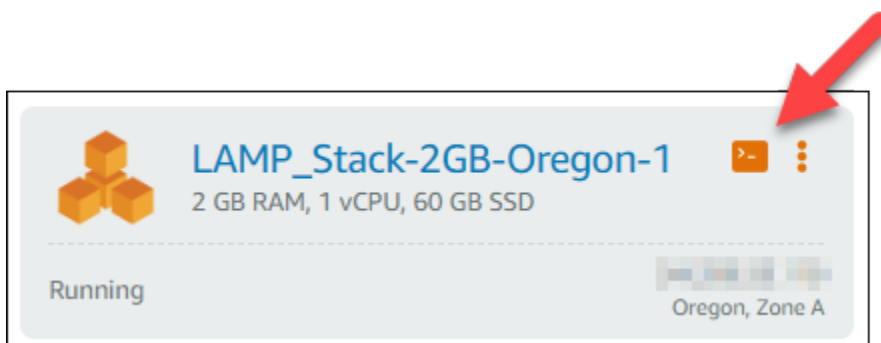 LAMP_Stack-2GB-Oregon-1
>_
2 GB RAM, 1 vCPU, 60 GB SSD
Running
Oregon, Zone A